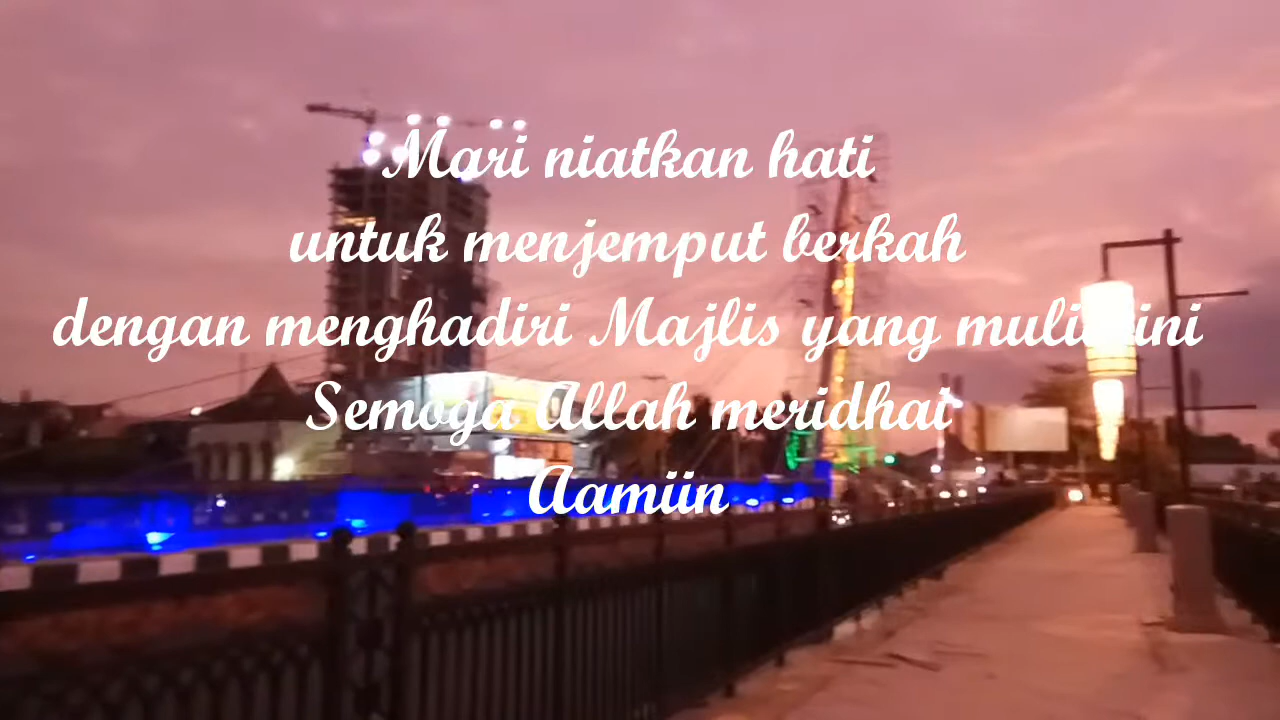 Mari niatkan hati
untuk menjemput berkah
dengan menghadiri Majlis yang mulia ini
Semoga Allah meridhai
Aamiin